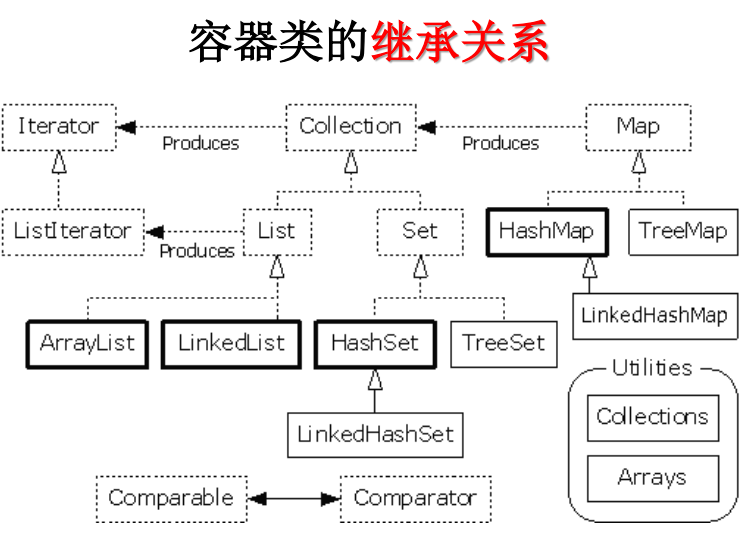 容器类的继承关系
Iterator
Produces
Collection
Produces
Map
ListIterator
Produces
List
Set
HashMap
TreeMap
LinkedHashMap
ArrayList
LinkedList
HashSet
TreeSet
Utilities
Collections
LinkedHashSet
Arrays
Comparable
Comparator